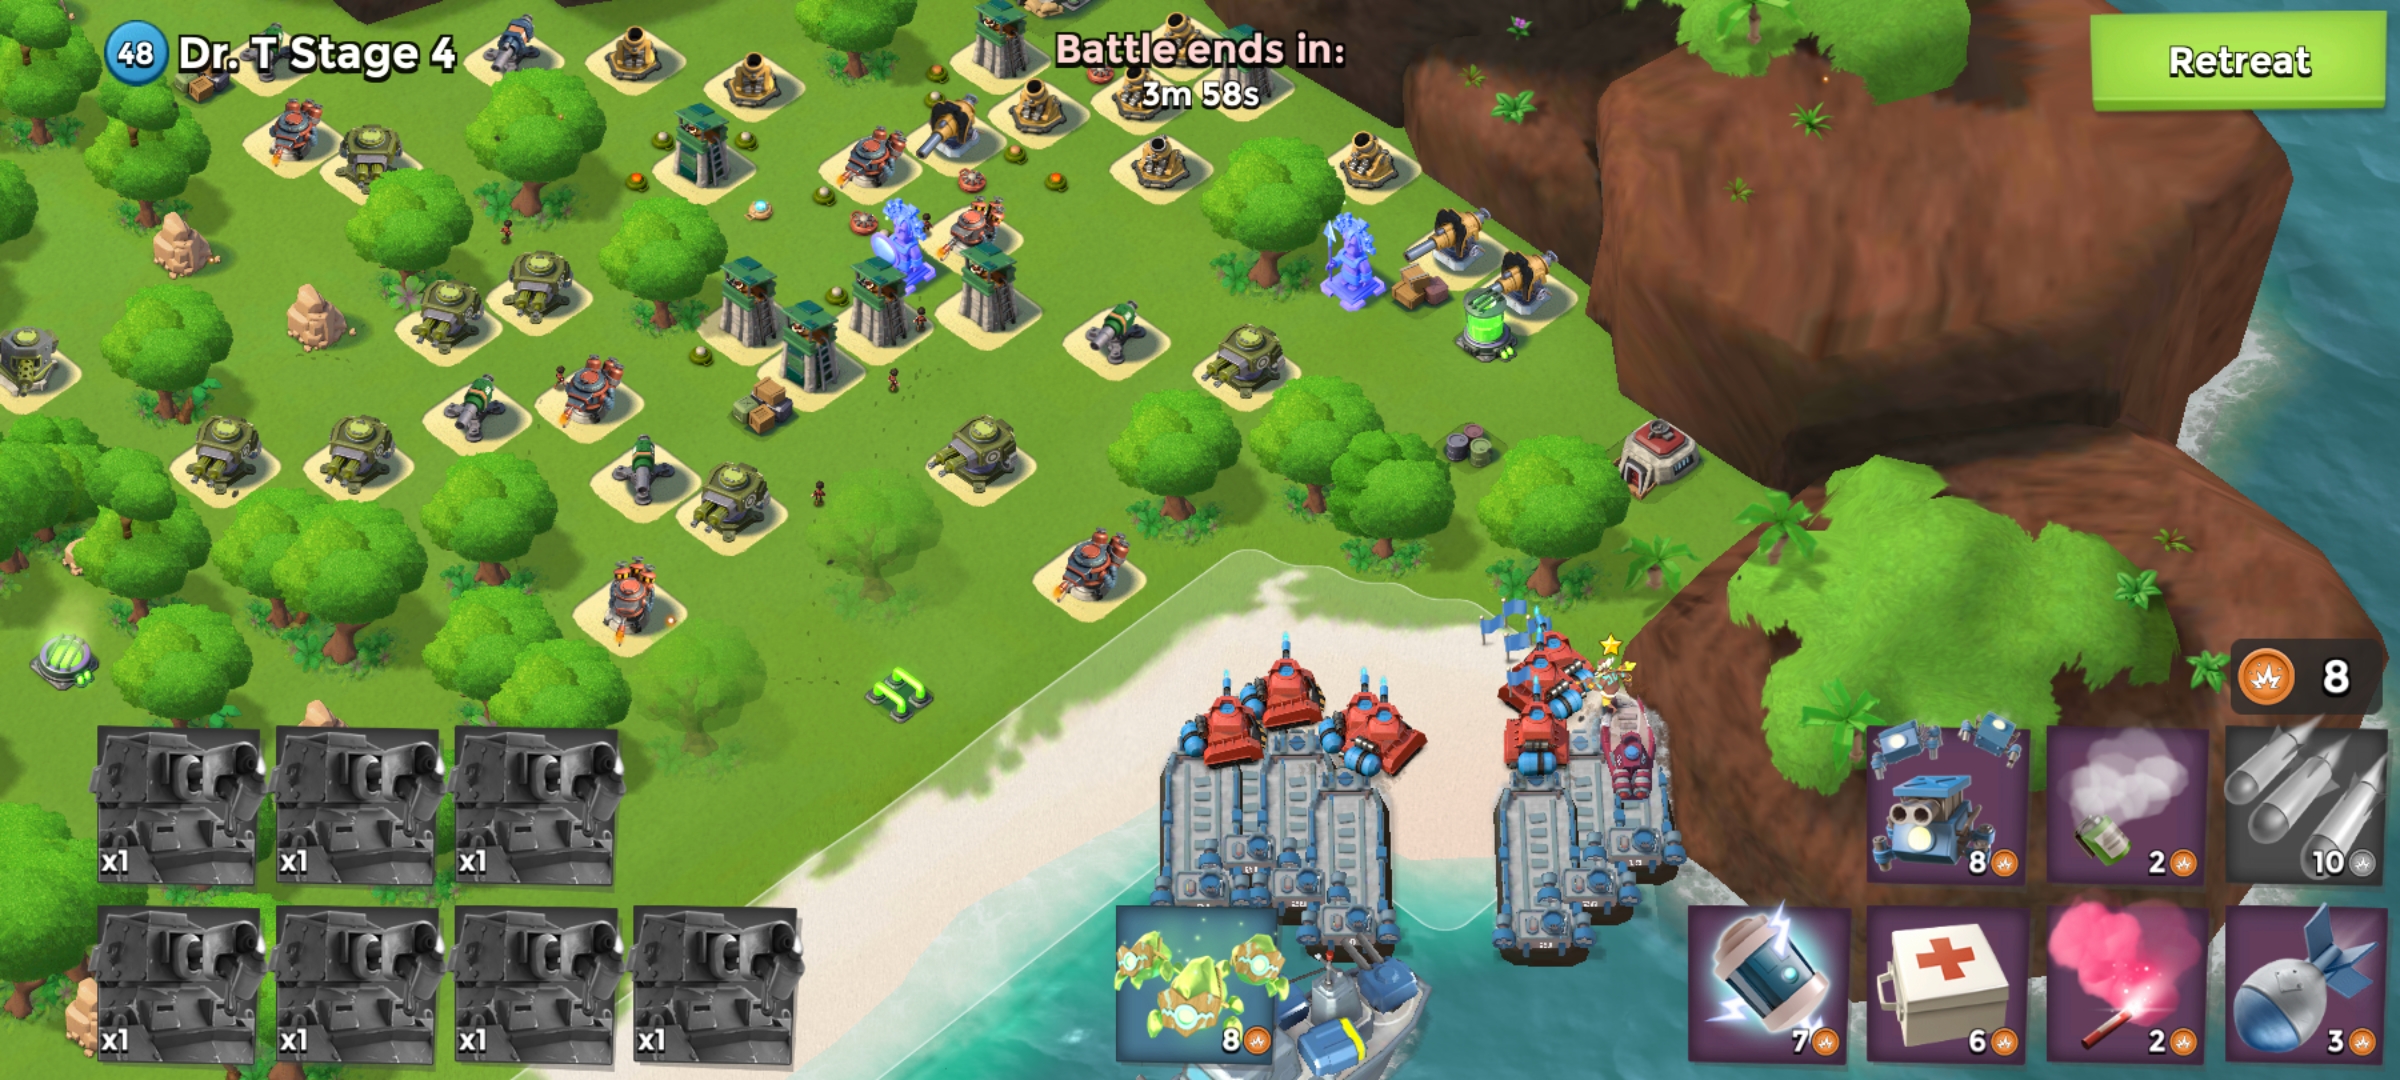 48 Dr. T Stage 4
Battle ends in:
3m 58s
Retreat
8
x1 x1 x1
8 2 10
x1 x1 x1 x1
8 7 6 2 3